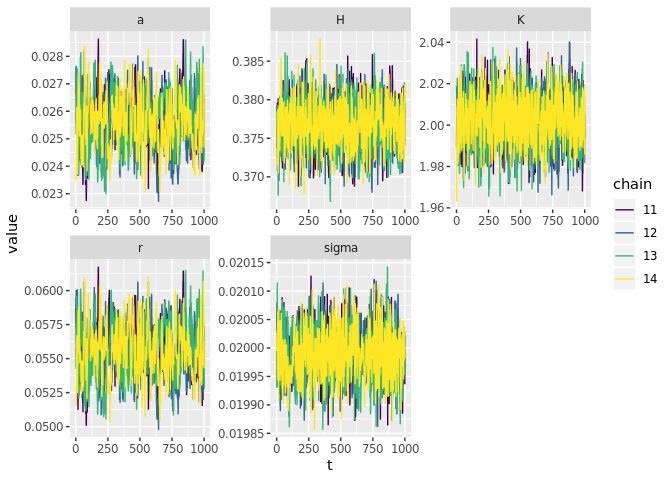 a
H
K
0.028
0.027
0.026
0.025
0.024
0.023
0.385
0.380
0.375
0.370
2.04
2.02
2.00
1.98
1.96
0 250 500 750 1000
0 250 500 750 1000
0 250 500 750 1000
r
sigma
0.0600
0.0575
0.0550
0.0525
0.0500
0.02015
0.02010
0.02005
0.02000
0.01995
0.01990
0.01985
0 250 500 750 1000
0 250 500 750 1000
value
t
chain
11
12
13
14